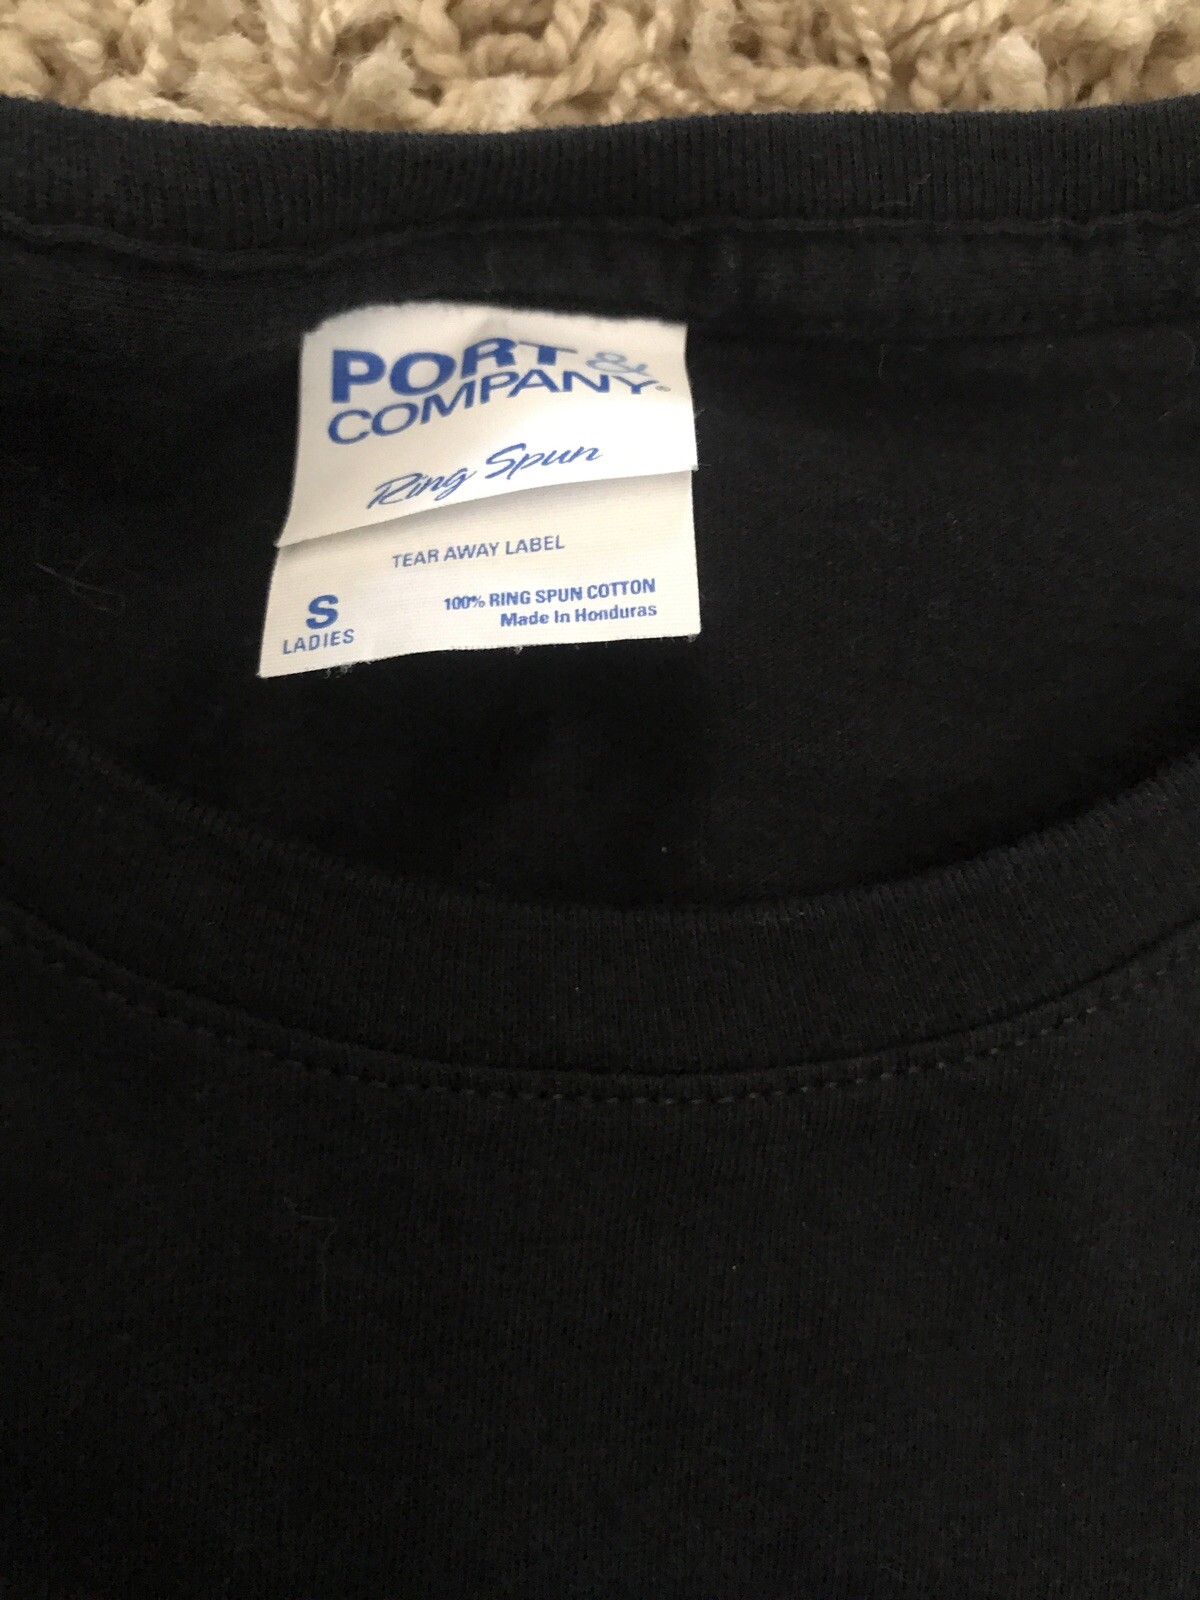 PORT &
COMPANY®
Ring Spun
TEAR AWAY LABEL
S
LADIES
100% RING SPUN COTTON
Made In Honduras